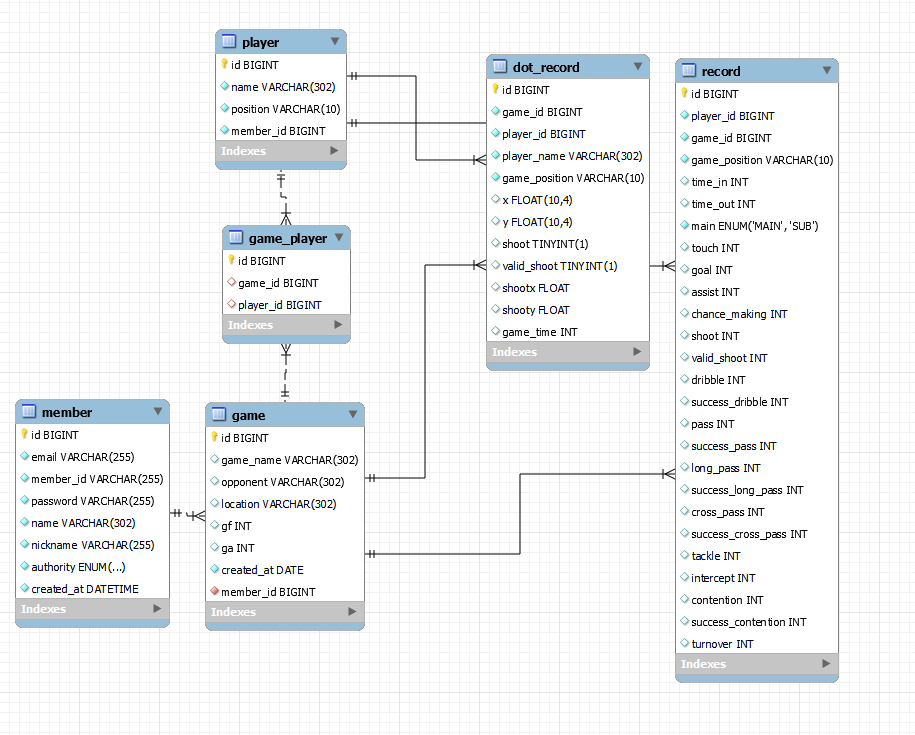 player
id BIGINT
name VARCHAR(302)
position VARCHAR(10)
member_id BIGINT
Indexes
game_player
id BIGINT
game_id BIGINT
player_id BIGINT
Indexes
member
id BIGINT
email VARCHAR(255)
member_id VARCHAR(255)
password VARCHAR(255)
name VARCHAR(302)
nickname VARCHAR(255)
authority ENUM(...)
created_at DATETIME
Indexes
game
id BIGINT
game_name VARCHAR(302)
opponent VARCHAR(302)
location VARCHAR(302)
gf INT
ga INT
created_at DATE
member_id BIGINT
Indexes
dot_record
id BIGINT
game_id BIGINT
player_id BIGINT
player_name VARCHAR(302)
game_position VARCHAR(10)
x FLOAT(10,4)
y FLOAT(10,4)
shoot TINYINT(1)
valid_shoot TINYINT(1)
shootx FLOAT
shooty FLOAT
game_time INT
Indexes
record
id BIGINT
player_id BIGINT
game_id BIGINT
game_position VARCHAR(10)
time_in INT
time_out INT
main ENUM('MAIN', 'SUB')
touch INT
goal INT
assist INT
chance_making INT
shoot INT
valid_shoot INT
dribble INT
success_dribble INT
pass INT
success_pass INT
long_pass INT
success_long_pass INT
cross_pass INT
success_cross_pass INT
tackle INT
intercept INT
contention INT
success_contention INT
turnover INT
Indexes